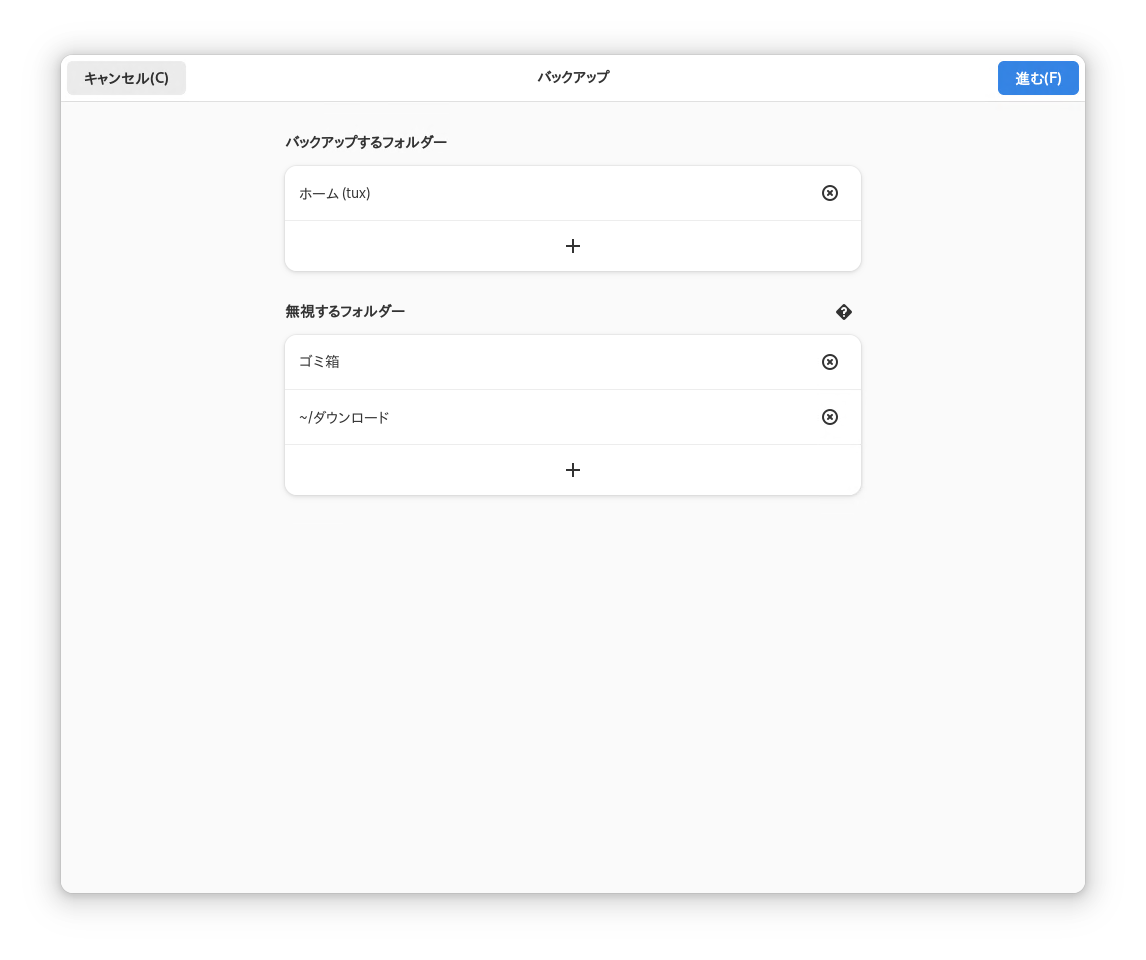 キャンセル(C)
バックアップ
進む(F)
バックアップするフォルダー
ホーム (tux)
無視するフォルダー
ゴミ箱
~/ダウンロード